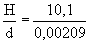 H/d = 10,1/0,00209